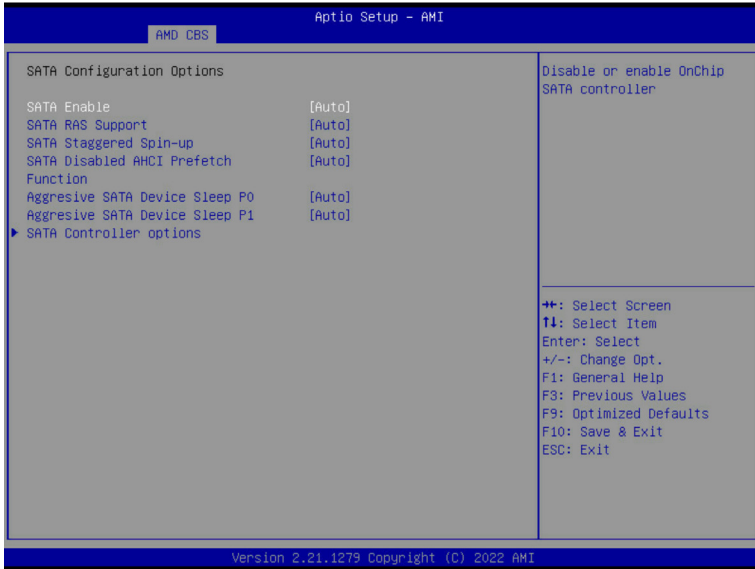 Aptio Setup – AMI
AMD CBS
SATA Configuration Options
SATA Enable [Auto]
SATA RAS Support [Auto]
SATA Staggered Spin-up [Auto]
SATA Disabled AHCI Prefetch [Auto]
Function
Aggresive SATA Device Sleep P0 [Auto]
Aggresive SATA Device Sleep P1 [Auto]
▶ SATA Controller options
Disable or enable OnChip
SATA controller
→←: Select Screen
↑↓: Select Item
Enter: Select
+/-: Change Opt.
F1: General Help
F3: Previous Values
F9: Optimized Defaults
F10: Save & Exit
ESC: Exit
Version 2.21.1279 Copyright (C) 2022 AMI